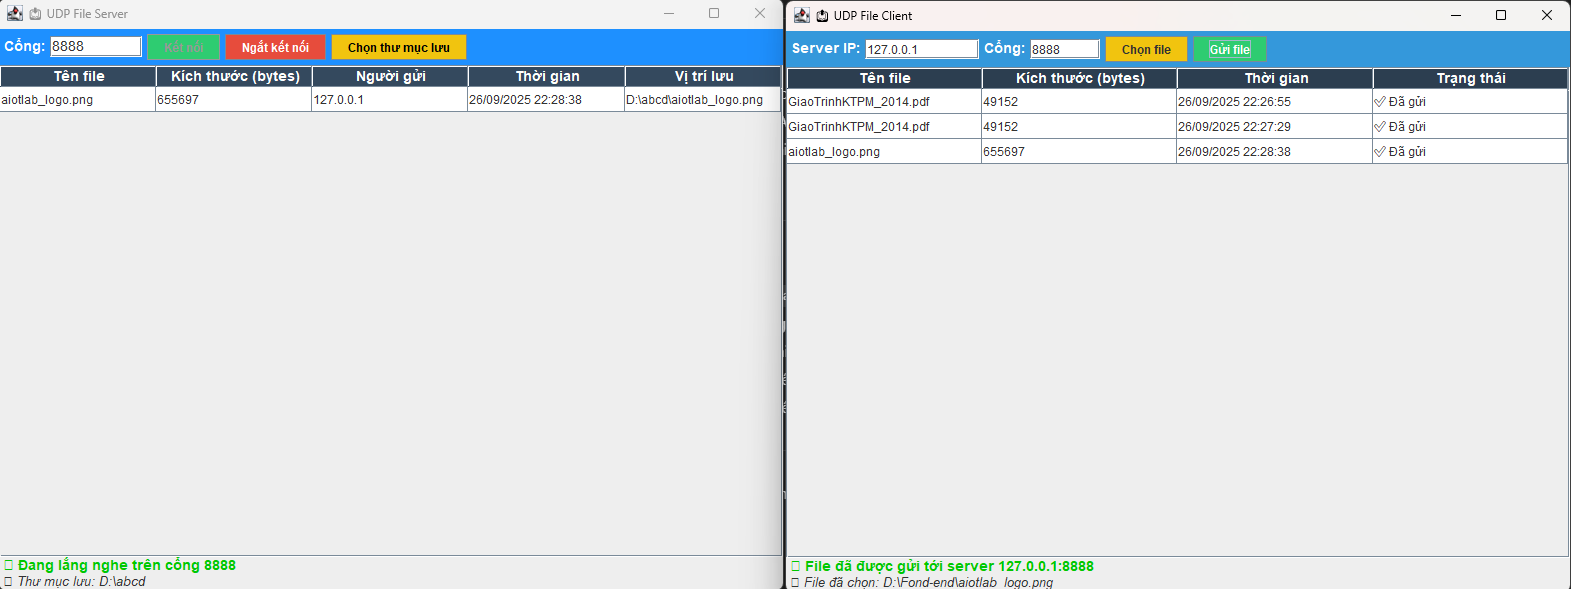 UDP File Server
Cổng: 8888 Kết nối Ngắt kết nối Chọn thư mục lưu
Tên file Kích thước (bytes) Người gửi Thời gian Vị trí lưu
aiotlab_logo.png 655697 127.0.0.1 26/09/2025 22:28:38 D:\abcd\aiotlab_logo.png
Đang lắng nghe trên cổng 8888
Thư mục lưu: D:\abcd
UDP File Client
Server IP: 127.0.0.1 Cổng: 8888 Chọn file Gửi file
Tên file Kích thước (bytes) Thời gian Trạng thái
GiaoTrinhKTPM_2014.pdf 49152 26/09/2025 22:26:55 ✓ Đã gửi
GiaoTrinhKTPM_2014.pdf 49152 26/09/2025 22:27:29 ✓ Đã gửi
aiotlab_logo.png 655697 26/09/2025 22:28:38 ✓ Đã gửi
File đã được gửi tới server 127.0.0.1:8888
File đã chọn: D:\Fond-end\aiotlab_logo.png